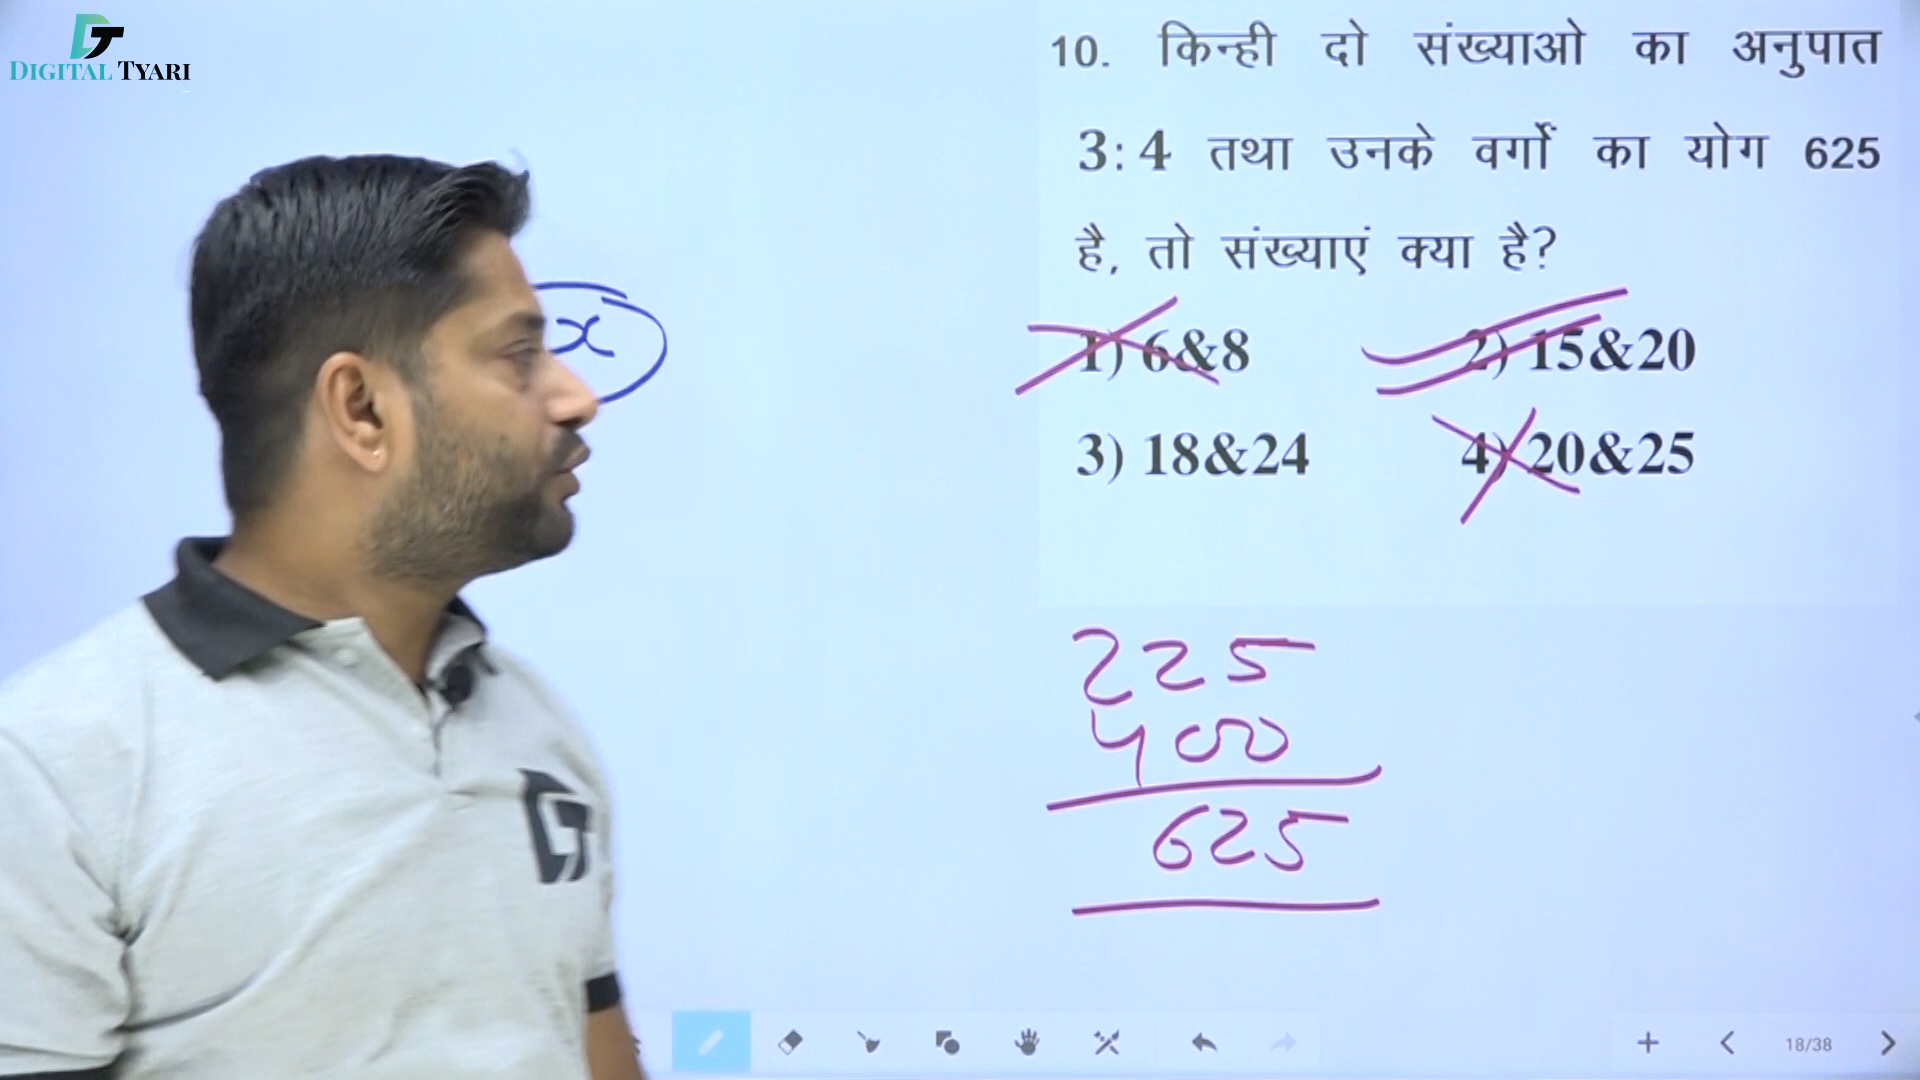 DIGITAL TYARI
10. किन्ही दो संख्याओ का अनुपात
3:4 तथा उनके वर्गों का योग 625
है, तो संख्याएं क्या है?
x
1) 6&8 2) 15&20
3) 18&24 4) 20&25
225
400
625
18/38